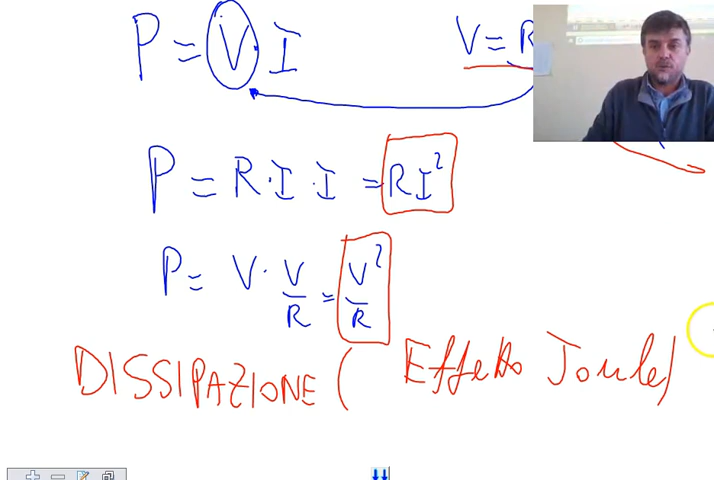 P = V · I V = R
P = R · I · I = RI²
P = V · V/R = V²/R
DISSIPAZIONE ( Effetto Joule)